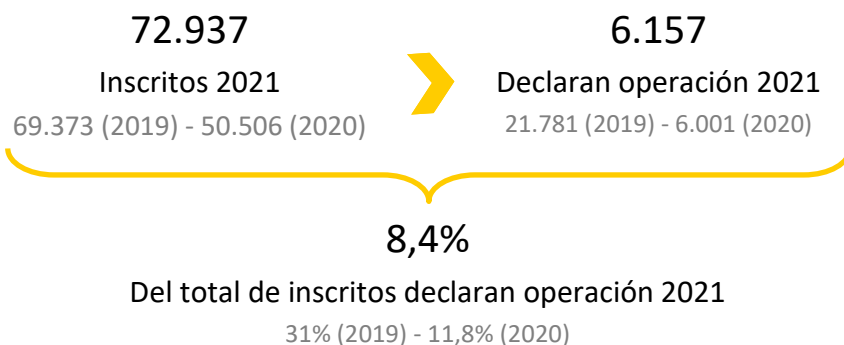 72.937
Inscritos 2021
69.373 (2019) - 50.506 (2020)
6.157
Declaran operación 2021
21.781 (2019) - 6.001 (2020)
8,4%
Del total de inscritos declaran operación 2021
31% (2019) - 11,8% (2020)